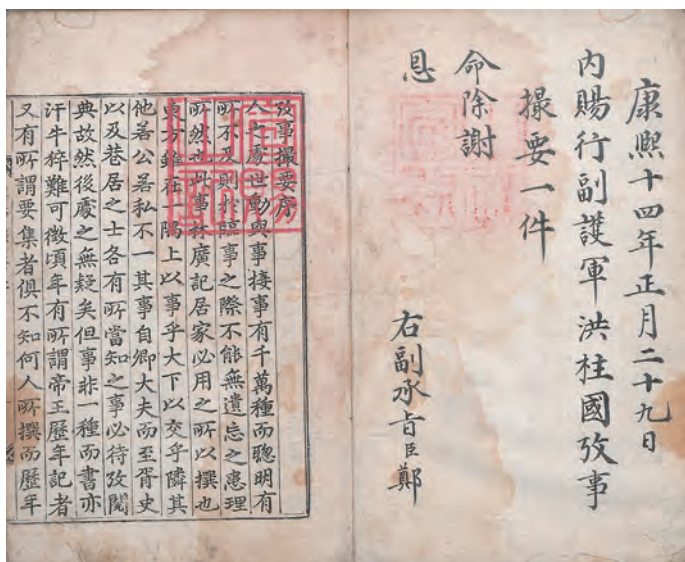 康熙十四年正月二十九日
内賜行副護軍洪柱國攷事
撮要一件
命除謝
恩
右副承旨臣鄭
攷事撮要序
人之處世動與事接事有千萬種而聰明有
所不及則於臨事之際不能無遺忘之患理
所然也此事林廣記居家必用之所以撰也
東方雖在一隅上以事乎大下以交乎隣其
他若公若私不一其事自卿大夫而至胥史
以及巷居之士各有所當知之事必待攷閱
典故然後處之無疑矣但事非一種而書亦
汗牛猝難可徵頃年有所謂帝王歷年記者
又有所謂要集者俱不知何人所撰而歷年